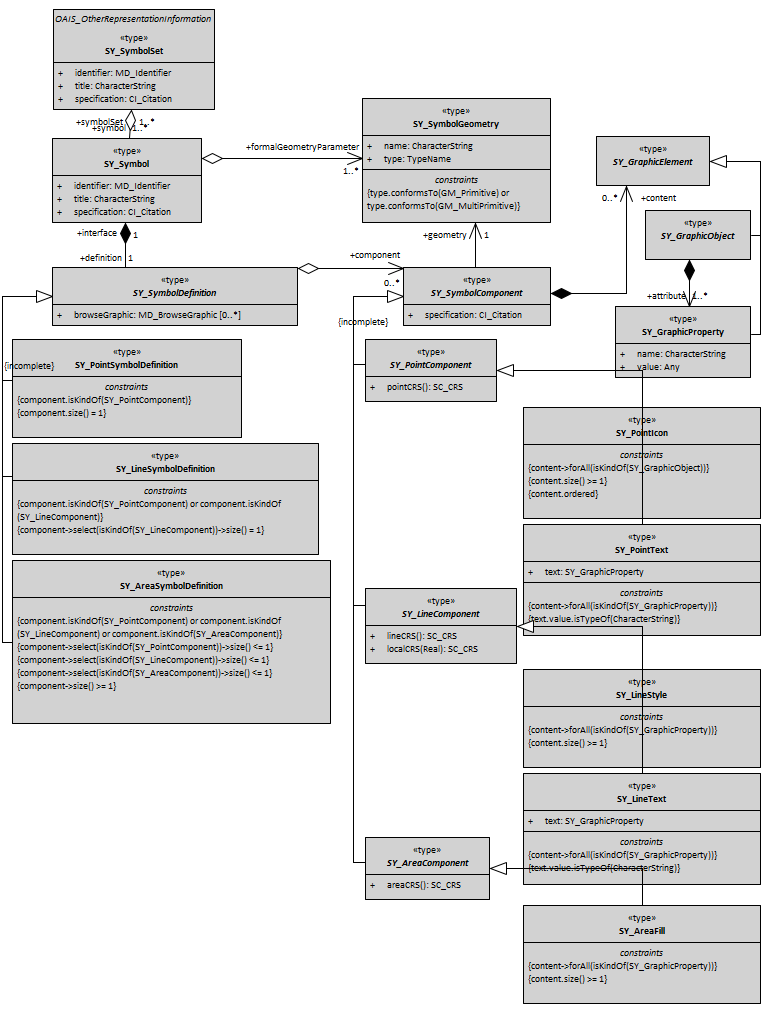 OAIS_OtherRepresentationInformation
«type»
SY_SymbolSet
+ identifier: MD_Identifier
+ title: CharacterString
+ specification: CI_Citation
+symbolSet 1..*
+symbol 1..*
«type»
SY_Symbol
+ identifier: MD_Identifier
+ title: CharacterString
+ specification: CI_Citation
+formalGeometryParameter
1..*
«type»
SY_SymbolGeometry
+ name: CharacterString
+ type: TypeName
constraints
{type.conformsTo(GM_Primitive) or
type.conformsTo(GM_MultiPrimitive)}
«type»
SY_GraphicElement
0..* +content
«type»
SY_GraphicObject
+attribute 1..*
«type»
SY_GraphicProperty
+ name: CharacterString
+ value: Any
+interface 1
+definition 1
+geometry 1
+component
0..*
«type»
SY_SymbolDefinition
+ browseGraphic: MD_BrowseGraphic [0..*]
«type»
SY_SymbolComponent
+ specification: CI_Citation
{incomplete}
{incomplete}
«type»
SY_PointSymbolDefinition
constraints
{component.isKindOf(SY_PointComponent)}
{component.size() = 1}
«type»
SY_LineSymbolDefinition
constraints
{component.isKindOf(SY_PointComponent) or component.isKindOf
(SY_LineComponent)}
{component->select(isKindOf(SY_LineComponent))->size() = 1}
«type»
SY_AreaSymbolDefinition
constraints
{component.isKindOf(SY_PointComponent) or component.isKindOf
(SY_LineComponent) or component.isKindOf(SY_AreaComponent)}
{component->select(isKindOf(SY_PointComponent))->size() <= 1}
{component->select(isKindOf(SY_LineComponent))->size() <= 1}
{component->select(isKindOf(SY_AreaComponent))->size() <= 1}
{component->size() >= 1}
«type»
SY_PointComponent
+ pointCRS(): SC_CRS
«type»
SY_PointIcon
constraints
{content->forAll(isKindOf(SY_GraphicObject))}
{content.size() >= 1}
{content.ordered}
«type»
SY_PointText
+ text: SY_GraphicProperty
constraints
{content->forAll(isKindOf(SY_GraphicProperty))}
{text.value.isTypeOf(CharacterString)}
«type»
SY_LineComponent
+ lineCRS(): SC_CRS
+ localCRS(Real): SC_CRS
«type»
SY_LineStyle
constraints
{content->forAll(isKindOf(SY_GraphicProperty))}
{content.size() >= 1}
«type»
SY_LineText
+ text: SY_GraphicProperty
constraints
{content->forAll(isKindOf(SY_GraphicProperty))}
{text.value.isTypeOf(CharacterString)}
«type»
SY_AreaComponent
+ areaCRS(): SC_CRS
«type»
SY_AreaFill
constraints
{content->forAll(isKindOf(SY_GraphicProperty))}
{content.size() >= 1}